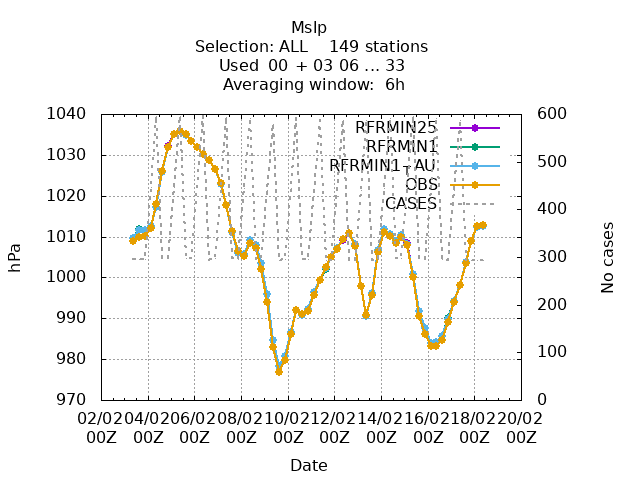 Mslp
Selection: ALL    149 stations
Used  00  + 03 06 ... 33
Averaging window:  6h
1040
1030
1020
1010
1000
990
980
970
hPa
600
500
400
300
200
100
0
No cases
RFRMIN25
RFRMIN1
RFRMIN1-AU
OBS
CASES
02/02 04/02 06/02 08/02 10/02 12/02 14/02 16/02 18/02 20/02
00Z 00Z 00Z 00Z 00Z 00Z 00Z 00Z 00Z 00Z
Date